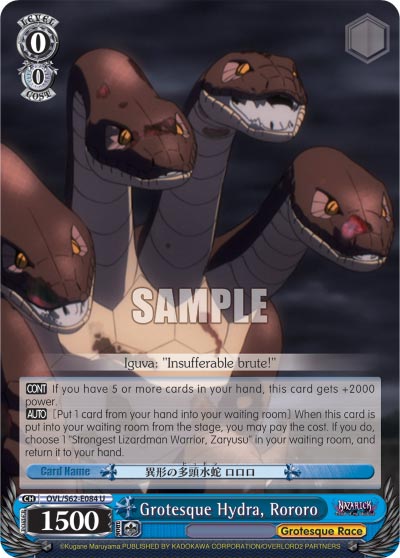 LEVEL
0
0
COST
SAMPLE
Iguva: "Insufferable brute!"
CONT If you have 5 or more cards in your hand, this card gets +2000
power.
AUTO [Put 1 card from your hand into your waiting room] When this card is
put into your waiting room from the stage, you may pay the cost. If you do,
choose 1 "Strongest Lizardman Warrior, Zaryusu" in your waiting room, and
return it to your hand.
Card Name 異形の多頭水蛇 ロロロ
CH OVL/S62-E084 U
Grotesque Hydra, Rororo
NAZARICK
POWER
1500
Grotesque Race
©Kugane Maruyama,PUBLISHED BY KADOKAWA CORPORATION/OVERLORD2 PARTNERS